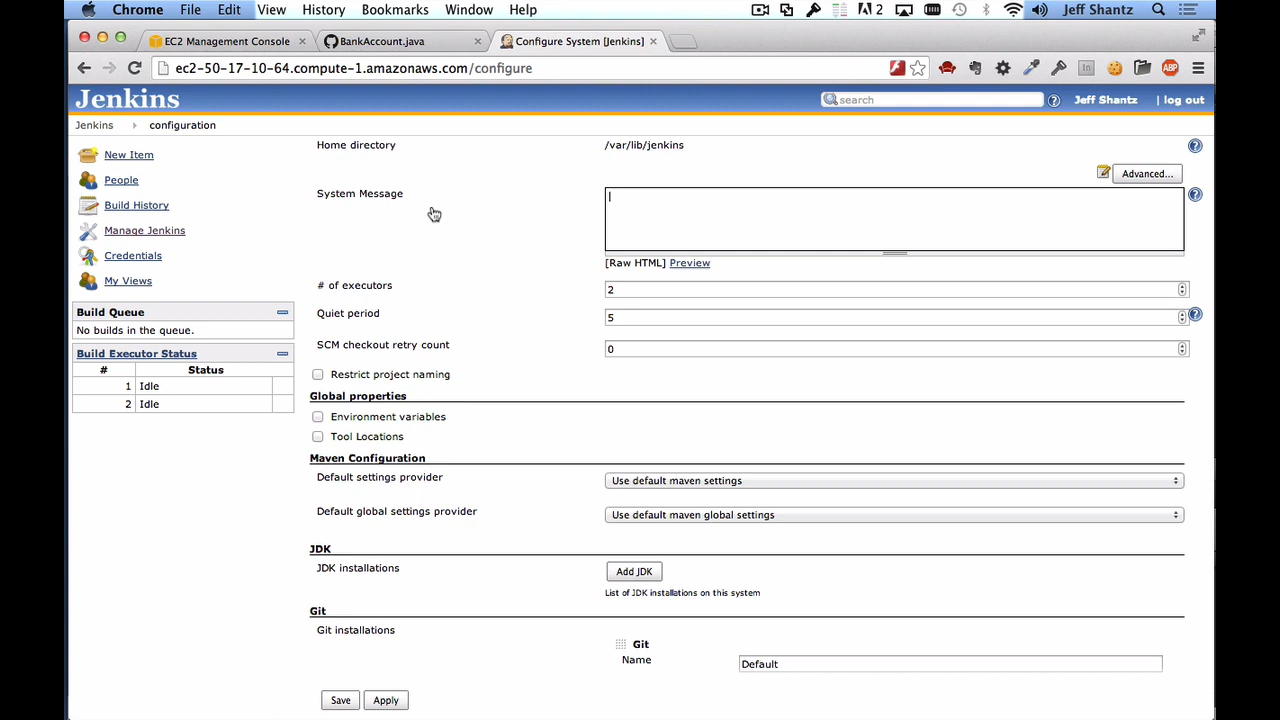 Chrome File Edit View History Bookmarks Window Help 2 Jeff Shantz
EC2 Management Console × BankAccount.java × Configure System [Jenkins] ×
ec2-50-17-10-64.compute-1.amazonaws.com/configure In ABP
Jenkins search Jeff Shantz | log out
Jenkins configuration
New Item
People
Build History
Manage Jenkins
Credentials
My Views
Build Queue
No builds in the queue.
Build Executor Status
# Status
1 Idle
2 Idle
Home directory /var/lib/jenkins
Advanced...
System Message
[Raw HTML] Preview
# of executors 2
Quiet period 5
SCM checkout retry count 0
Restrict project naming
Global properties
Environment variables
Tool Locations
Maven Configuration
Default settings provider Use default maven settings
Default global settings provider Use default maven global settings
JDK
JDK installations Add JDK
List of JDK installations on this system
Git
Git installations
Git
Name Default
Save Apply